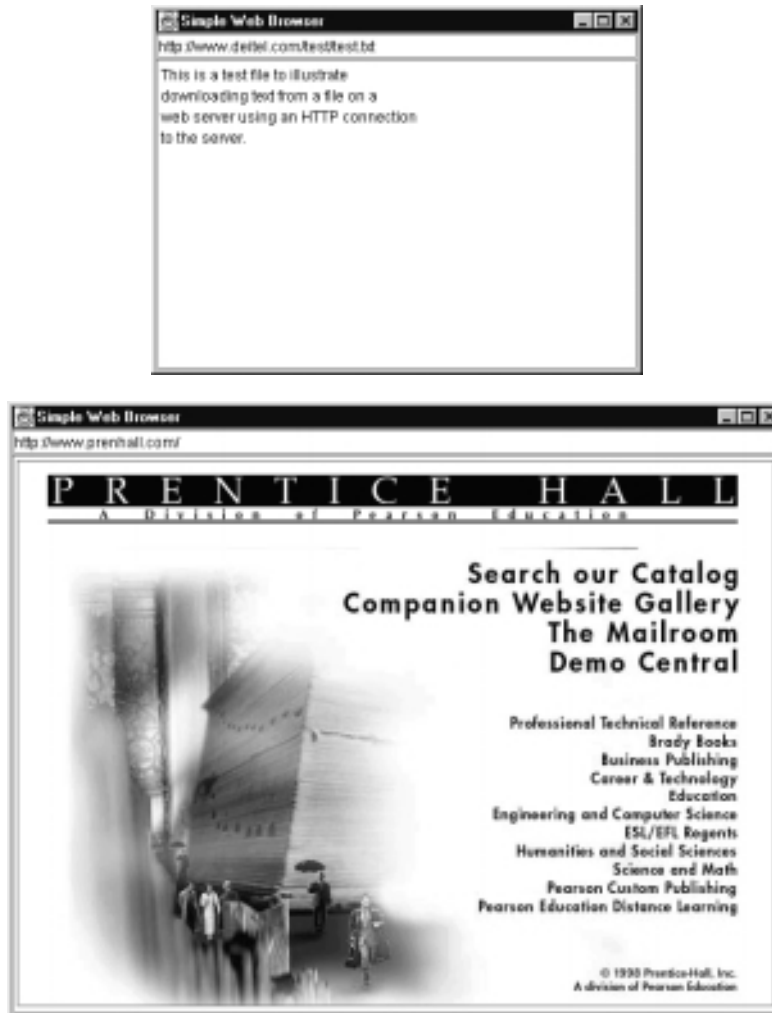 Simple Web Browser
http://www.deitel.com/test/test.txt
This is a test file to illustrate
downloading text from a file on a
web server using an HTTP connection
to the server.
Simple Web Browser
http://www.prenhall.com/
PRENTICE HALL
A Division of Pearson Education
Search our Catalog
Companion Website Gallery
The Mailroom
Demo Central
Professional Technical Reference
Brady Books
Business Publishing
Career & Technology
Education
Engineering and Computer Science
ESL/EFL Regents
Humanities and Social Sciences
Science and Math
Pearson Custom Publishing
Pearson Education Distance Learning
© 1998 Prentice-Hall, Inc.
A division of Pearson Education